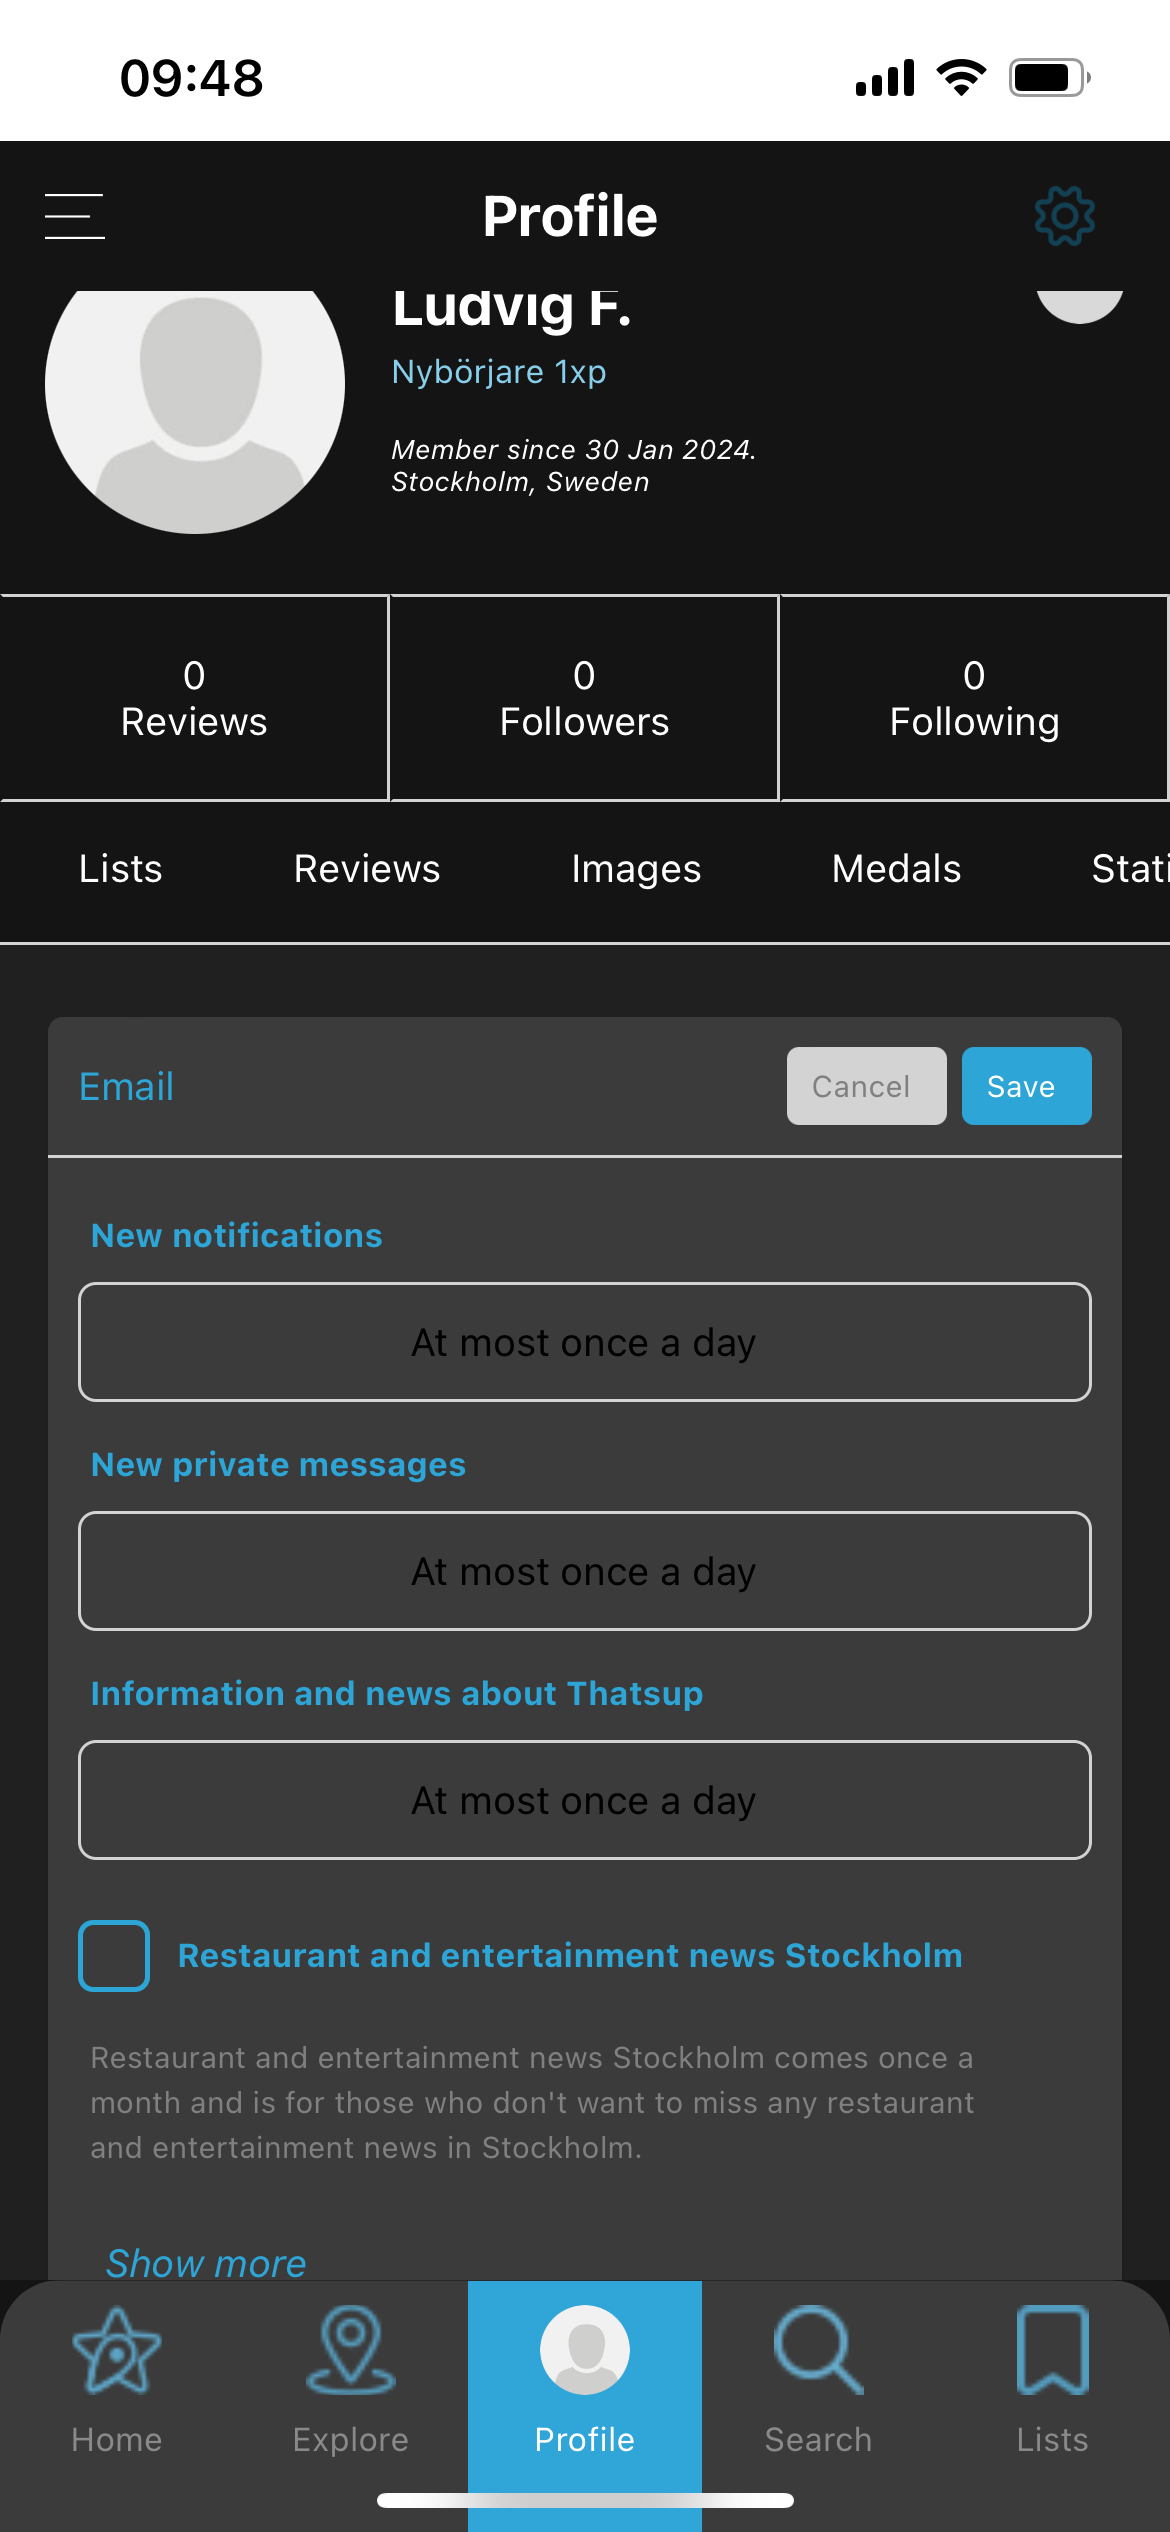 09:48
Profile
Ludvig F.
Nybörjare 1xp
Member since 30 Jan 2024.
Stockholm, Sweden
0
Reviews
0
Followers
0
Following
Lists
Reviews
Images
Medals
Stati
Email
Cancel
Save
New notifications
At most once a day
New private messages
At most once a day
Information and news about Thatsup
At most once a day
Restaurant and entertainment news Stockholm
Restaurant and entertainment news Stockholm comes once a
month and is for those who don't want to miss any restaurant
and entertainment news in Stockholm.
Show more
Home
Explore
Profile
Search
Lists